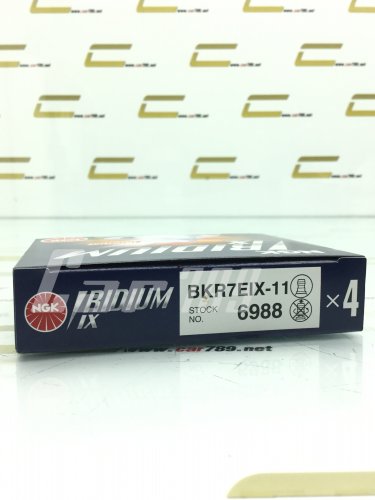 NGK
IRIDIUM
IX
BKR7EIX-11
STOCK
NO.
6988
×4
www.car789.net